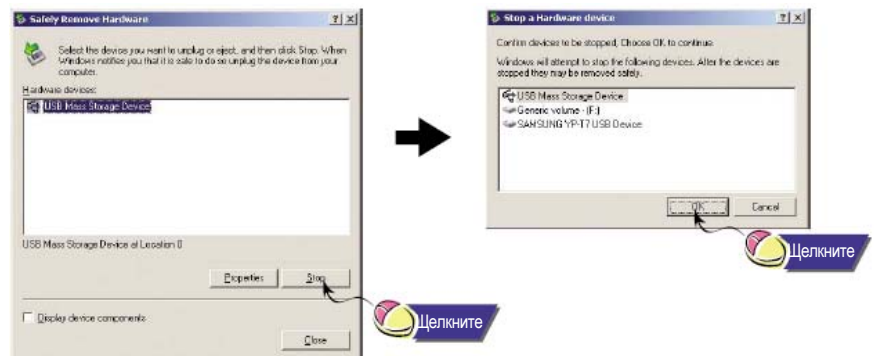 Safely Remove Hardware
Select the device you want to unplug or eject, and then click Stop. When
Windows notifies you that it is safe to do so unplug the device from your
computer.
Hardware devices:
USB Mass Storage Device
USB Mass Storage Device at Location 0
Properties
Stop
Щелкните
Display device components
Close
Stop a Hardware device
Confirm devices to be stopped, Choose OK to continue.
Windows will attempt to stop the following devices. After the devices are
stopped they may be removed safely.
USB Mass Storage Device
Generic volume - (F:)
SAMSUNG YP-T7 USB Device
OK
Cancel
Щелкните